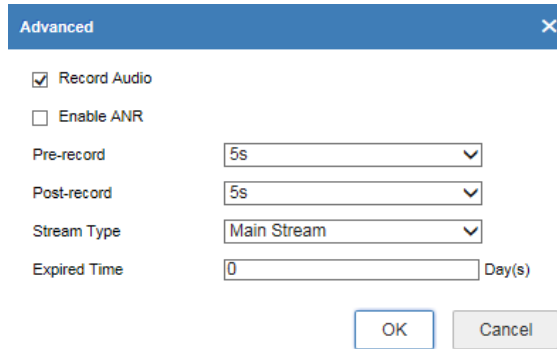 Advanced
Record Audio
Enable ANR
Pre-record 5s
Post-record 5s
Stream Type Main Stream
Expired Time 0 Day(s)
OK Cancel